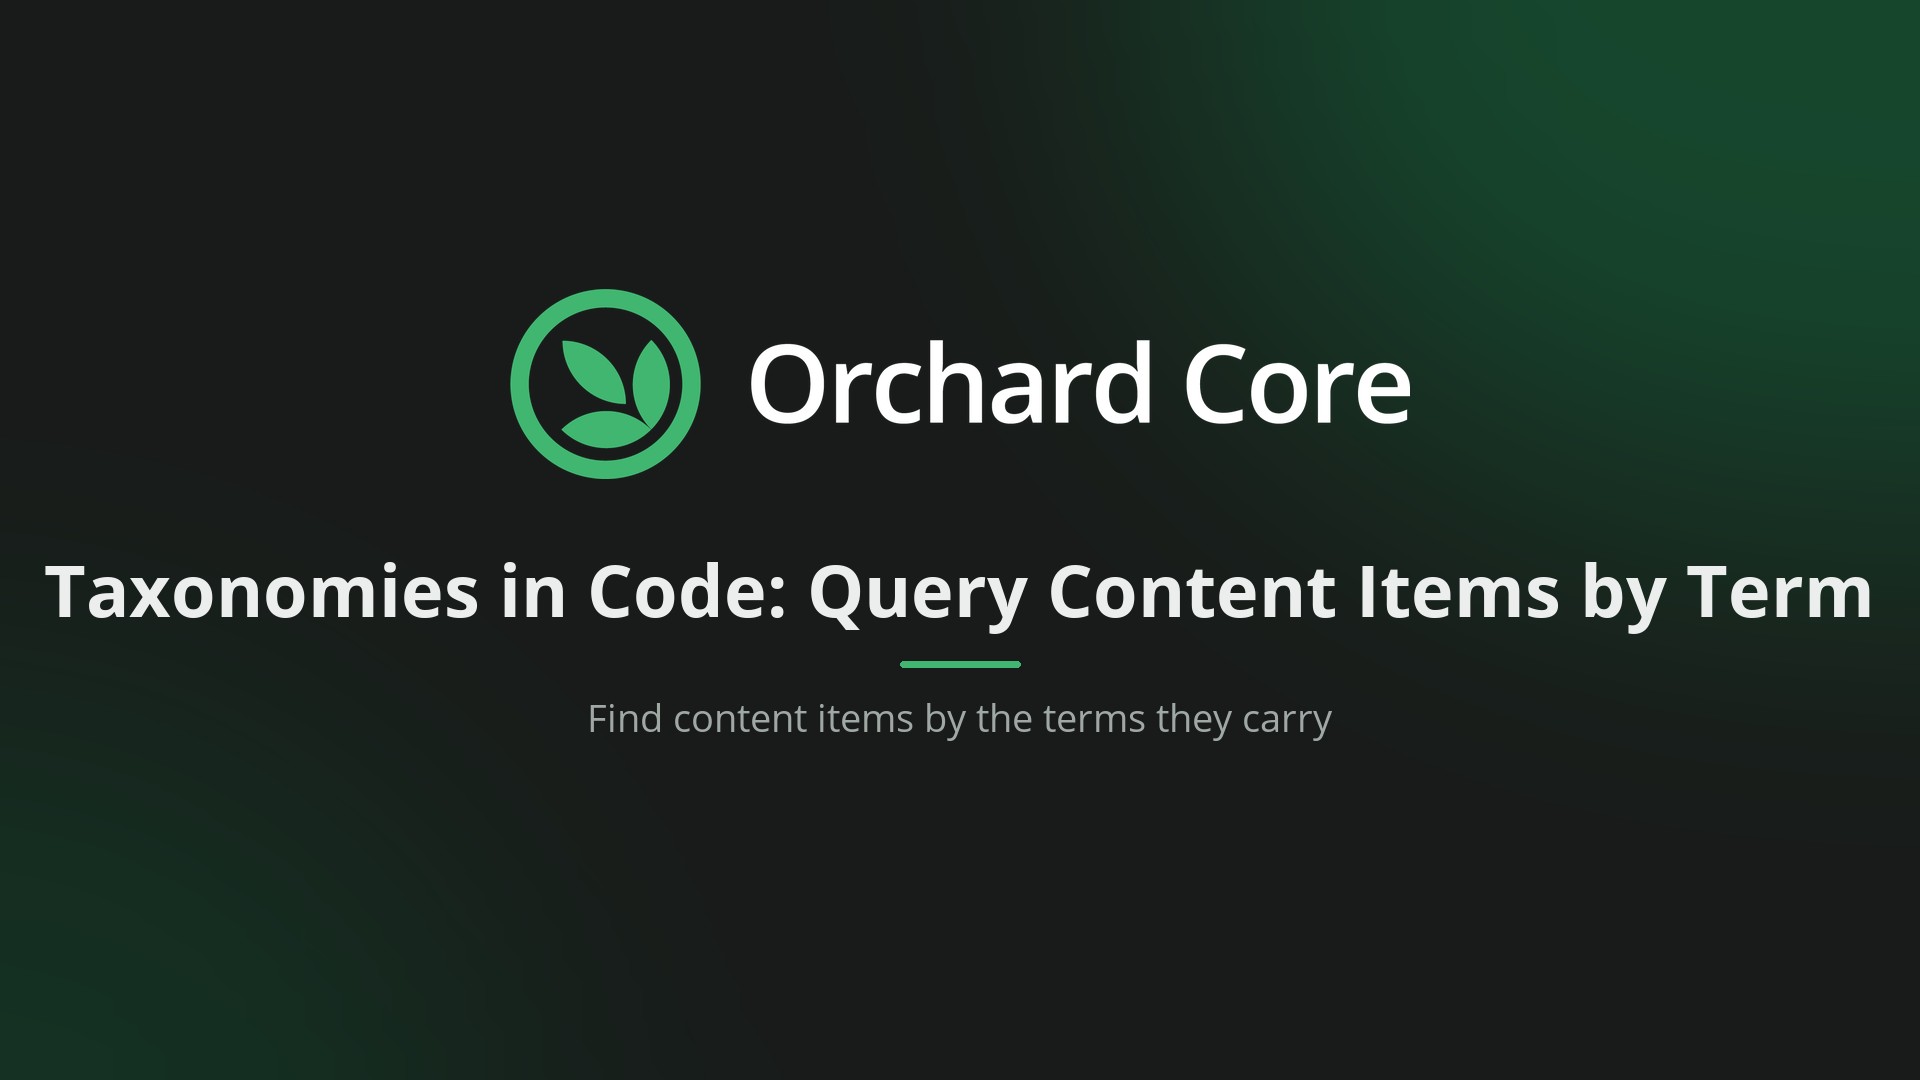 Orchard Core
Taxonomies in Code: Query Content Items by Term
Find content items by the terms they carry